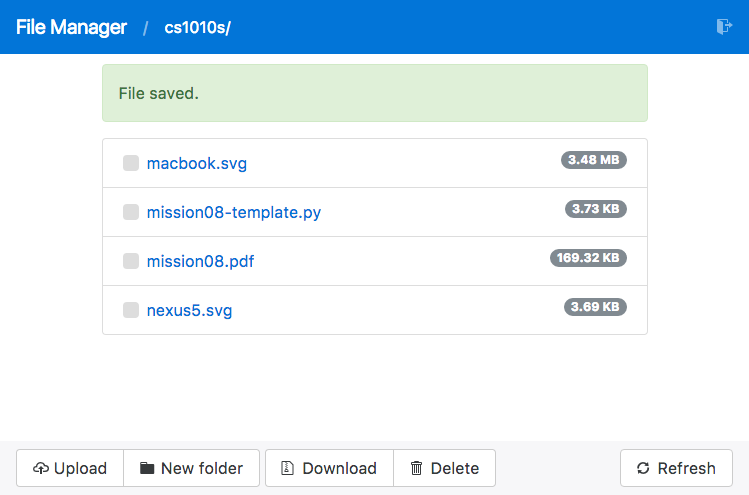 File Manager / cs1010s/
File saved.
macbook.svg 3.48 MB
mission08-template.py 3.73 KB
mission08.pdf 169.32 KB
nexus5.svg 3.69 KB
Upload New folder Download Delete Refresh